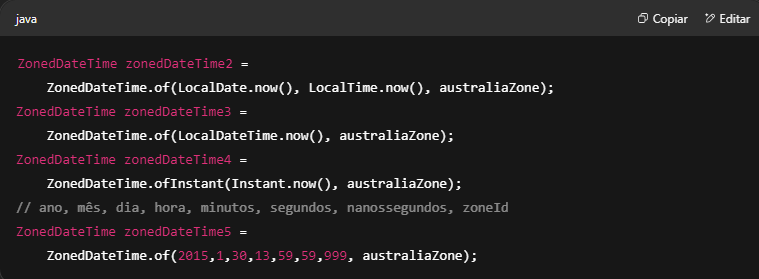 java
Copiar
Editar
ZonedDateTime zonedDateTime2 =
ZonedDateTime.of(LocalDate.now(), LocalTime.now(), australiaZone);
ZonedDateTime zonedDateTime3 =
ZonedDateTime.of(LocalDateTime.now(), australiaZone);
ZonedDateTime zonedDateTime4 =
ZonedDateTime.ofInstant(Instant.now(), australiaZone);
// ano, mês, dia, hora, minutos, segundos, nanossegundos, zoneId
ZonedDateTime zonedDateTime5 =
ZonedDateTime.of(2015,1,30,13,59,59,999, australiaZone);